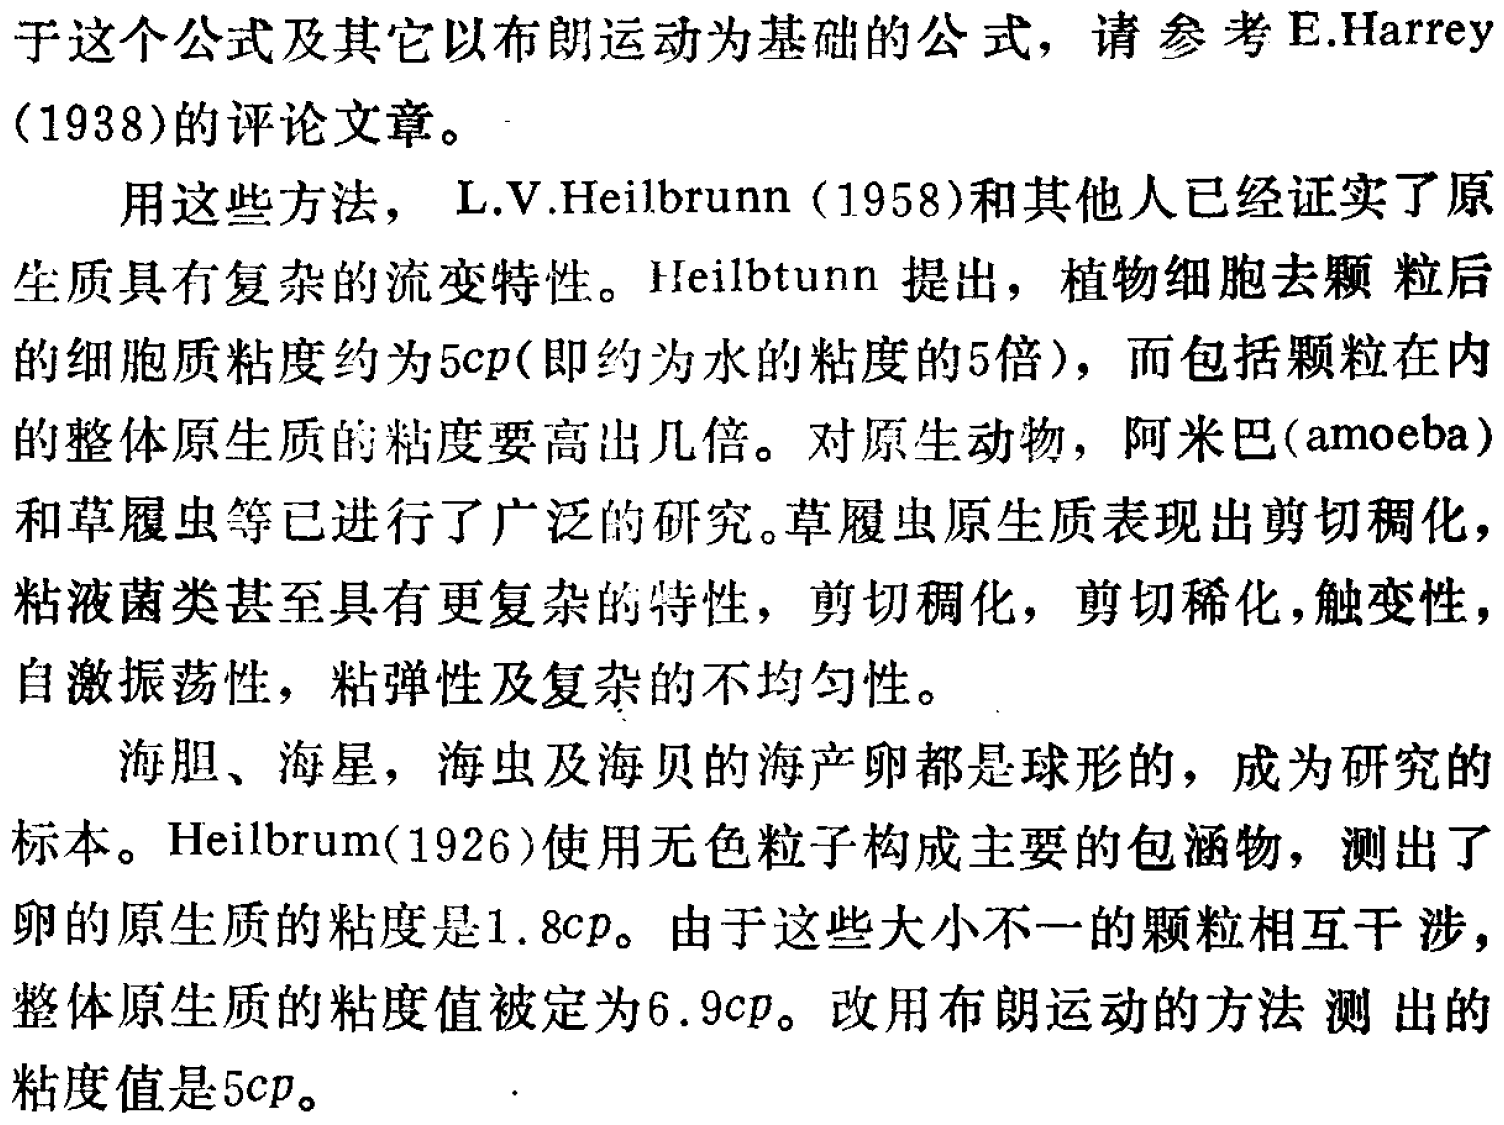 于这个公式及其它以布朗运动为基础的公式，请参考E.Harrey
(1938)的评论文章。
用这些方法， L.V.Heilbrunn (1958)和其他人已经证实了原
生质具有复杂的流变特性。Heilbtunn 提出，植物细胞去颗粒后
的细胞质粘度约为5cp(即约为水的粘度的5倍)，而包括颗粒在内
的整体原生质的粘度要高出几倍。对原生动物，阿米巴(amoeba)
和草履虫等已进行了广泛的研究。草履虫原生质表现出剪切稠化，
粘液菌类甚至具有更复杂的特性，剪切稠化，剪切稀化，触变性，
自激振荡性，粘弹性及复杂的不均匀性。
海胆、海星，海虫及海贝的海产卵都是球形的，成为研究的
标本。Heilbrum(1926)使用无色粒子构成主要的包涵物，测出了
卵的原生质的粘度是1.8cp。由于这些大小不一的颗粒相互干涉，
整体原生质的粘度值被定为6.9cp。改用布朗运动的方法测出的
粘度值是5cp。